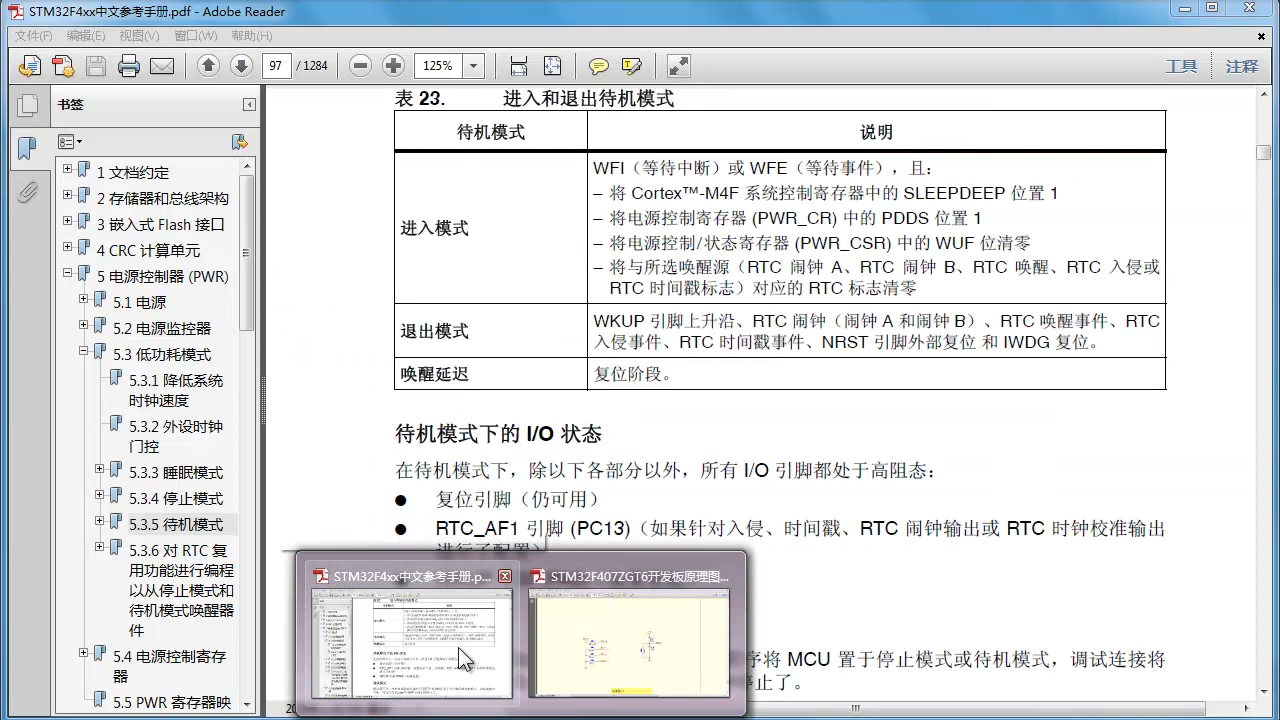 STM32F4xx中文参考手册.pdf - Adobe Reader
文件(F) 编辑(E) 视图(V) 窗口(W) 帮助(H)
97 / 1284 125% 工具 注释
书签
1 文档约定
2 存储器和总线架构
3 嵌入式 Flash 接口
4 CRC 计算单元
5 电源控制器 (PWR)
5.1 电源
5.2 电源监控器
5.3 低功耗模式
5.3.1 降低系统
时钟速度
5.3.2 外设时钟
门控
5.3.3 睡眠模式
5.3.4 停止模式
5.3.5 待机模式
5.3.6 对 RTC 复
用功能进行编程
以从停止模式和
待机模式唤醒器
件
5.4 电源控制寄存
器
5.5 PWR 寄存器映
表 23. 进入和退出待机模式
待机模式 说明
进入模式
WFI（等待中断）或 WFE（等待事件），且：
– 将 Cortex™-M4F 系统控制寄存器中的 SLEEPDEEP 位置 1
– 将电源控制寄存器 (PWR_CR) 中的 PDDS 位置 1
– 将电源控制/状态寄存器 (PWR_CSR) 中的 WUF 位清零
– 将与所选唤醒源（RTC 闹钟 A、RTC 闹钟 B、RTC 唤醒、RTC 入侵或
RTC 时间戳标志）对应的 RTC 标志清零
退出模式
WKUP 引脚上升沿、RTC 闹钟（闹钟 A 和闹钟 B）、RTC 唤醒事件、RTC
入侵事件、RTC 时间戳事件、NRST 引脚外部复位 和 IWDG 复位。
唤醒延迟 复位阶段。
待机模式下的 I/O 状态
在待机模式下，除以下各部分以外，所有 I/O 引脚都处于高阻态：
● 复位引脚（仍可用）
● RTC_AF1 引脚 (PC13)（如果针对入侵、时间戳、RTC 闹钟输出或 RTC 时钟校准输出
进行了配置）
序将 MCU 置于停止模式或待机模式，调试连接将
停止了。
STM32F4xx中文参考手册.p...
STM32F407ZGT6开发板原理图...